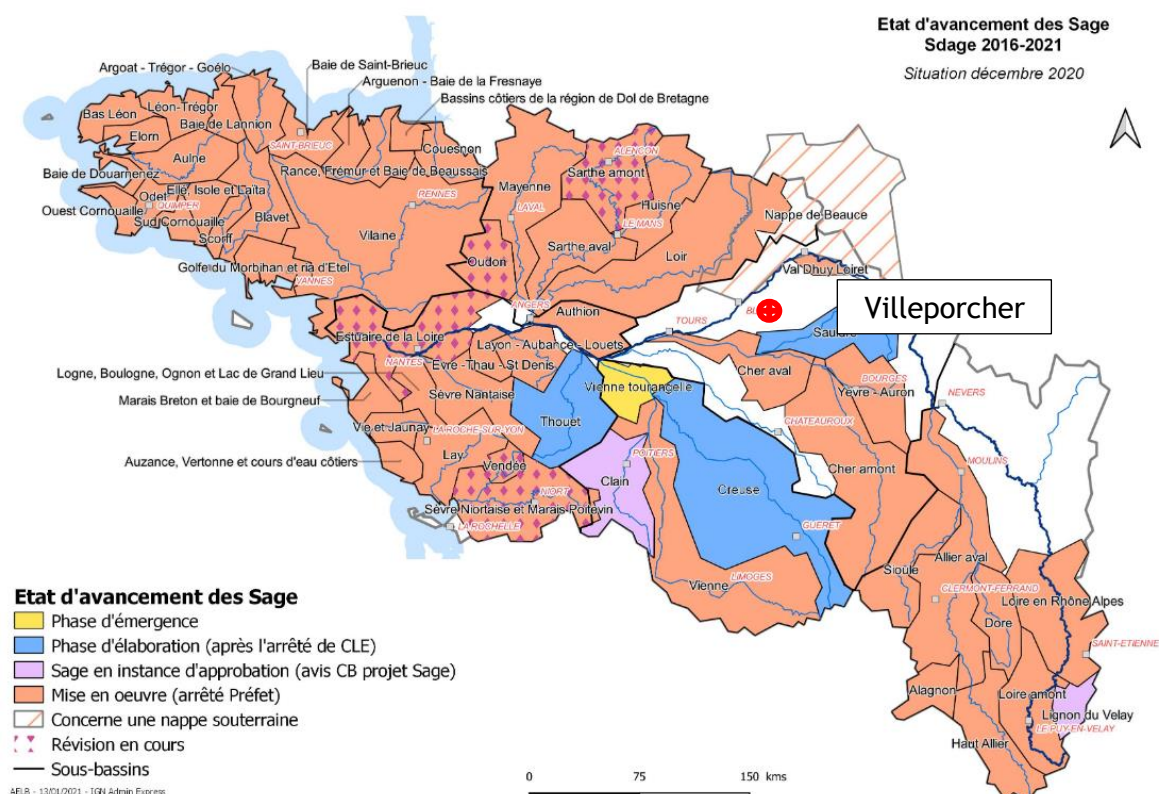 Etat d'avancement des Sage
Sdage 2016-2021
Situation décembre 2020
Argoat - Trégor - Goélo
Baie de Saint-Brieuc
Arguenon - Baie de la Fresnaye
Bassins côtiers de la région de Dol de Bretagne
Léon-Trégor
Bas Léon
Baie de Lannion
Elorn
SAINT-BRIEUC
Couesnon
Aulne
Rance, Frémur et Baie de Beaussais
Baie de Douarnenez
Ellé, Isole et Laïta
Odet
QUIMPER
Ouest Cornouaille
Sud Cornouaille
Scorff
Blavet
RENNES
Vilaine
Golfe du Morbihan et ria d'Etel
VANNES
Mayenne
LAVAL
ALENCON
Sarthe amont
Huisne
LE MANS
Sarthe aval
Oudon
Loir
Nappe de Beauce
Val Dhuy Loiret
Villeporcher
ANGERS
Authion
TOURS
Sauldre
Estuaire de la Loire
NANTES
Layon - Aubance - Louets
Evre - Thau - St Denis
Logne, Boulogne, Ognon et Lac de Grand Lieu
Marais Breton et baie de Bourgneuf
Sèvre Nantaise
Vienne tourangelle
Cher aval
BOURGES
Yèvre - Auron
NEVERS
Vie et Jaunay
LA-ROCHE-SUR-YON
Thouet
CHATEAUROUX
Auzance, Vertonne et cours d'eau côtiers
Lay
Vendée
POITIERS
Clain
Creuse
Cher amont
MOULINS
NIORT
Sèvre Niortaise et Marais Poitevin
LA ROCHELLE
GUERET
Vienne
LIMOGES
Sioule
Allier aval
CLERMONT-FERRAND
Dore
Loire en Rhône Alpes
SAINT-ETIENNE
Alagnon
Loire amont
Lignon du Velay
LE PUY-EN-VELAY
Haut Allier
Etat d'avancement des Sage
Phase d'émergence
Phase d'élaboration (après l'arrêté de CLE)
Sage en instance d'approbation (avis CB projet Sage)
Mise en oeuvre (arrêté Préfet)
Concerne une nappe souterraine
Révision en cours
Sous-bassins
0 75 150 kms
AELB - 13/01/2021 - IGN Admin Express